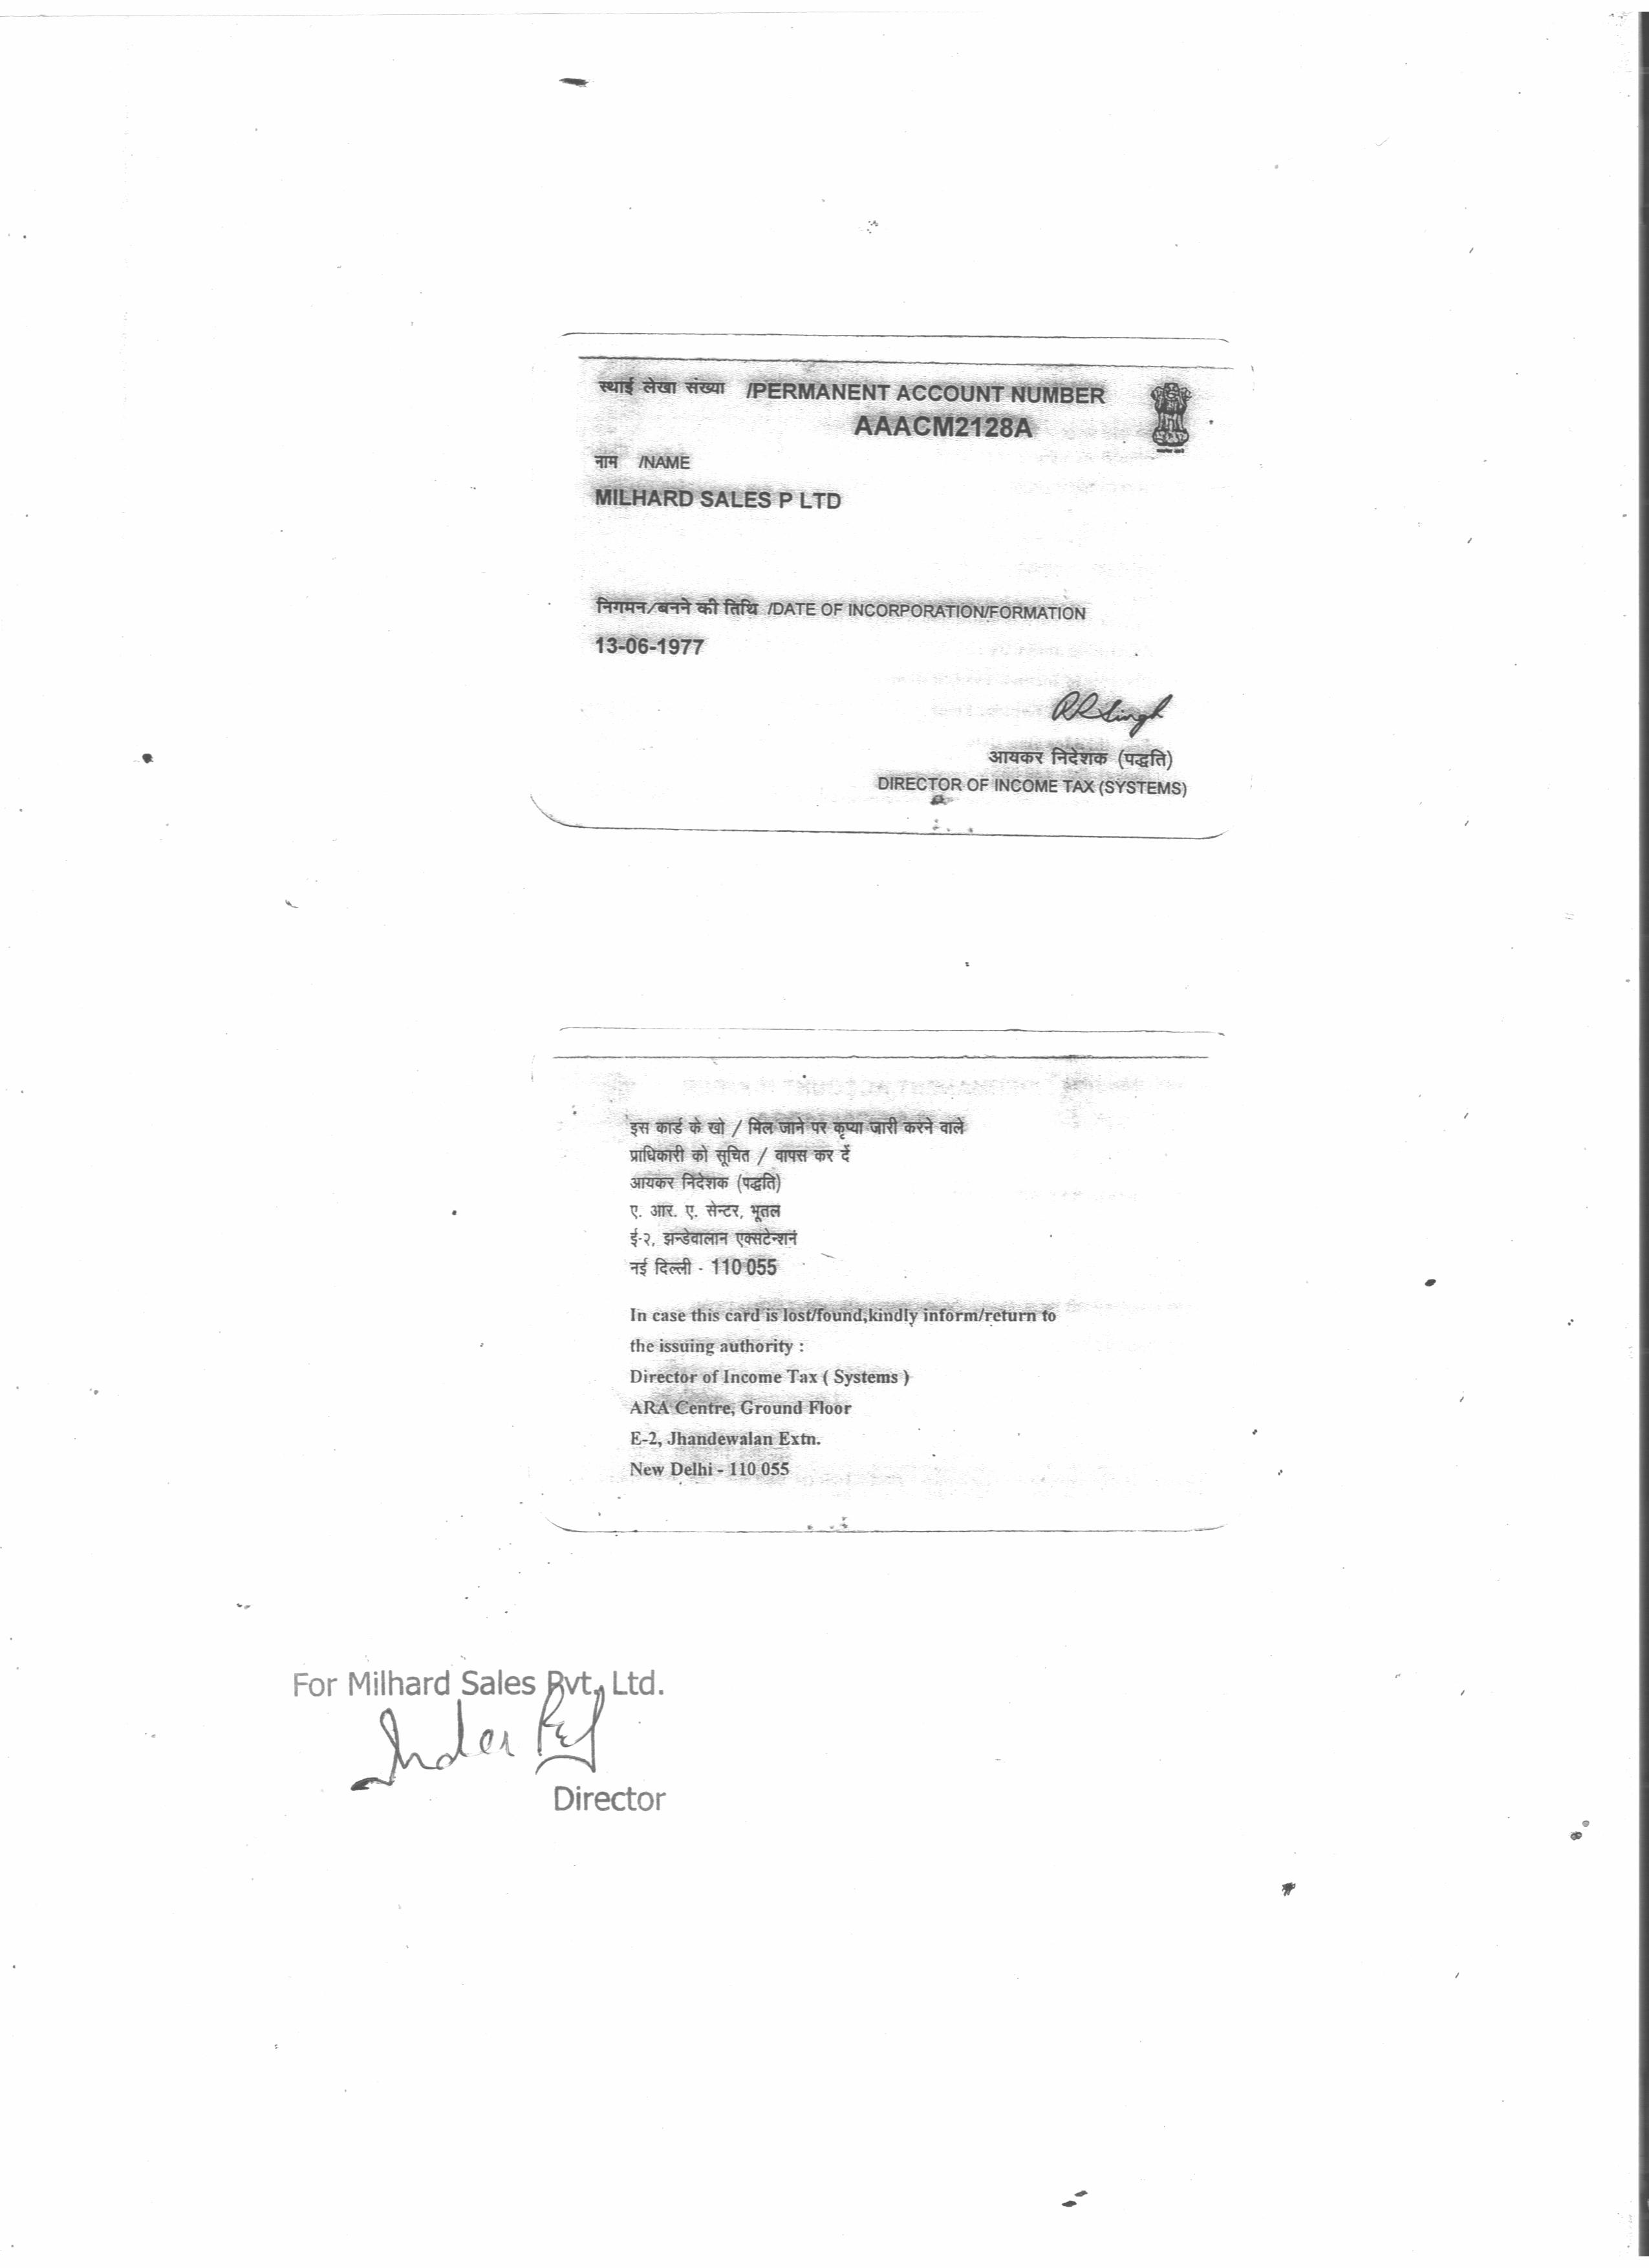 स्थाई लेखा संख्या /PERMANENT ACCOUNT NUMBER
AAACM2128A
नाम /NAME
MILHARD SALES P LTD
निगमन/बनने की तिथि /DATE OF INCORPORATION/FORMATION
13-06-1977
RRSingh
आयकर निदेशक (पद्धति)
DIRECTOR OF INCOME TAX (SYSTEMS)
इस कार्ड के खो / मिल जाने पर कृप्या जारी करने वाले
प्राधिकारी को सूचित / वापस कर दें
आयकर निदेशक (पद्धति)
ए. आर. ए. सेन्टर, भूतल
ई-२, झन्डेवालान एक्सटेन्शन
नई दिल्ली - 110 055
In case this card is lost/found,kindly inform/return to
the issuing authority :
Director of Income Tax ( Systems )
ARA Centre, Ground Floor
E-2, Jhandewalan Extn.
New Delhi - 110 055
For Milhard Sales Pvt. Ltd.
Inder
Director